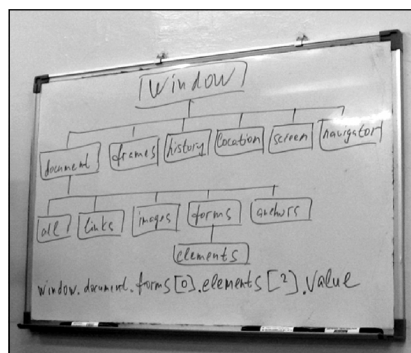 window
document frames history location screen navigator
all links images forms anchors
elements
window.document.forms[0].elements[2].value